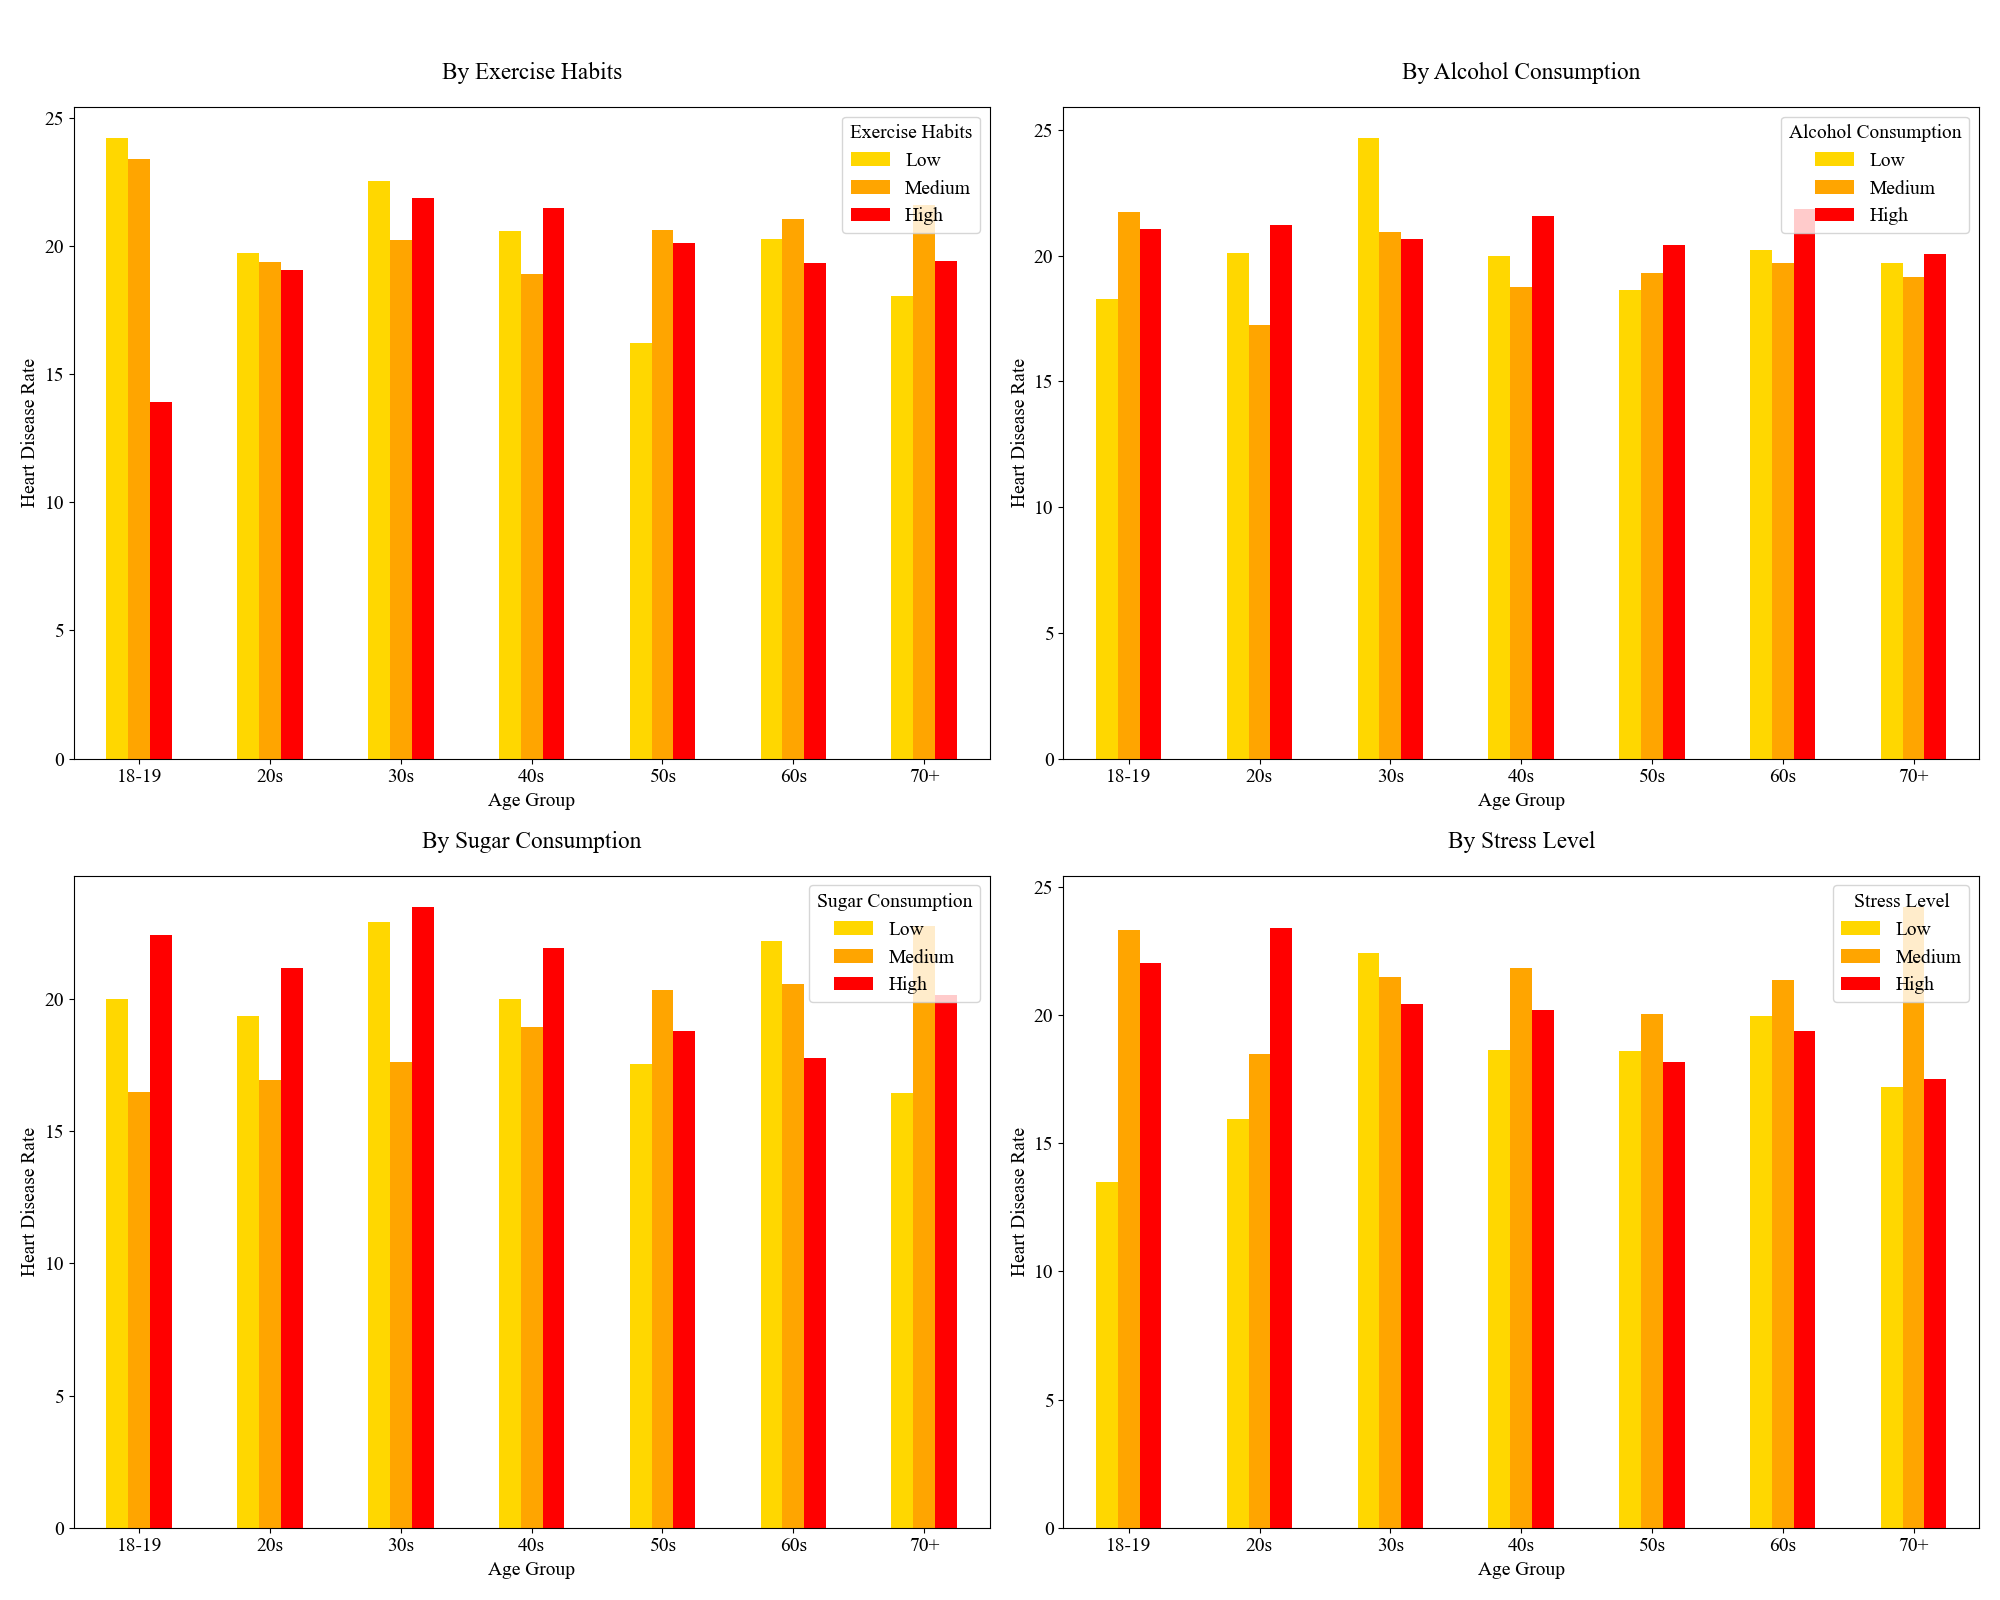 By Exercise Habits
25
20
15
10
5
0
Heart Disease Rate
18-19 20s 30s 40s 50s 60s 70+
Age Group
Exercise Habits
Low
Medium
High
By Alcohol Consumption
25
20
15
10
5
0
Heart Disease Rate
18-19 20s 30s 40s 50s 60s 70+
Age Group
Alcohol Consumption
Low
Medium
High
By Sugar Consumption
20
15
10
5
0
Heart Disease Rate
18-19 20s 30s 40s 50s 60s 70+
Age Group
Sugar Consumption
Low
Medium
High
By Stress Level
25
20
15
10
5
0
Heart Disease Rate
18-19 20s 30s 40s 50s 60s 70+
Age Group
Stress Level
Low
Medium
High